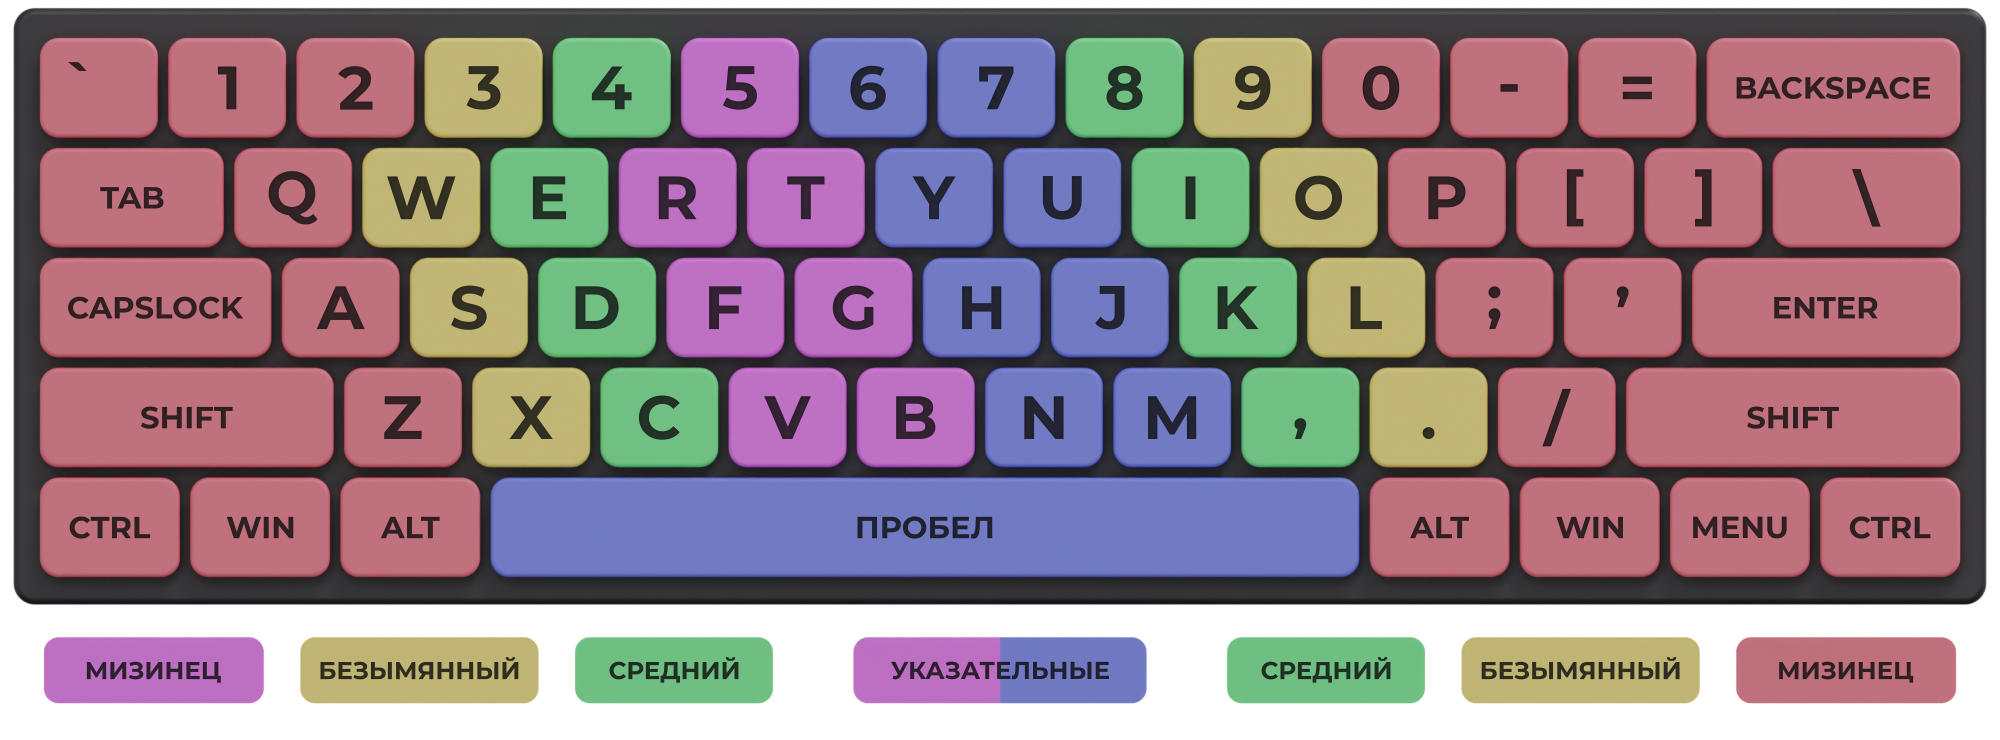 ` 1 2 3 4 5 6 7 8 9 0 - = BACKSPACE
TAB Q W E R T Y U I O P [ ] \
CAPSLOCK A S D F G H J K L ; ’ ENTER
SHIFT Z X C V B N M , . / SHIFT
CTRL WIN ALT ПРОБЕЛ ALT WIN MENU CTRL
МИЗИНЕЦ БЕЗЫМЯННЫЙ СРЕДНИЙ УКАЗАТЕЛЬНЫЕ СРЕДНИЙ БЕЗЫМЯННЫЙ МИЗИНЕЦ